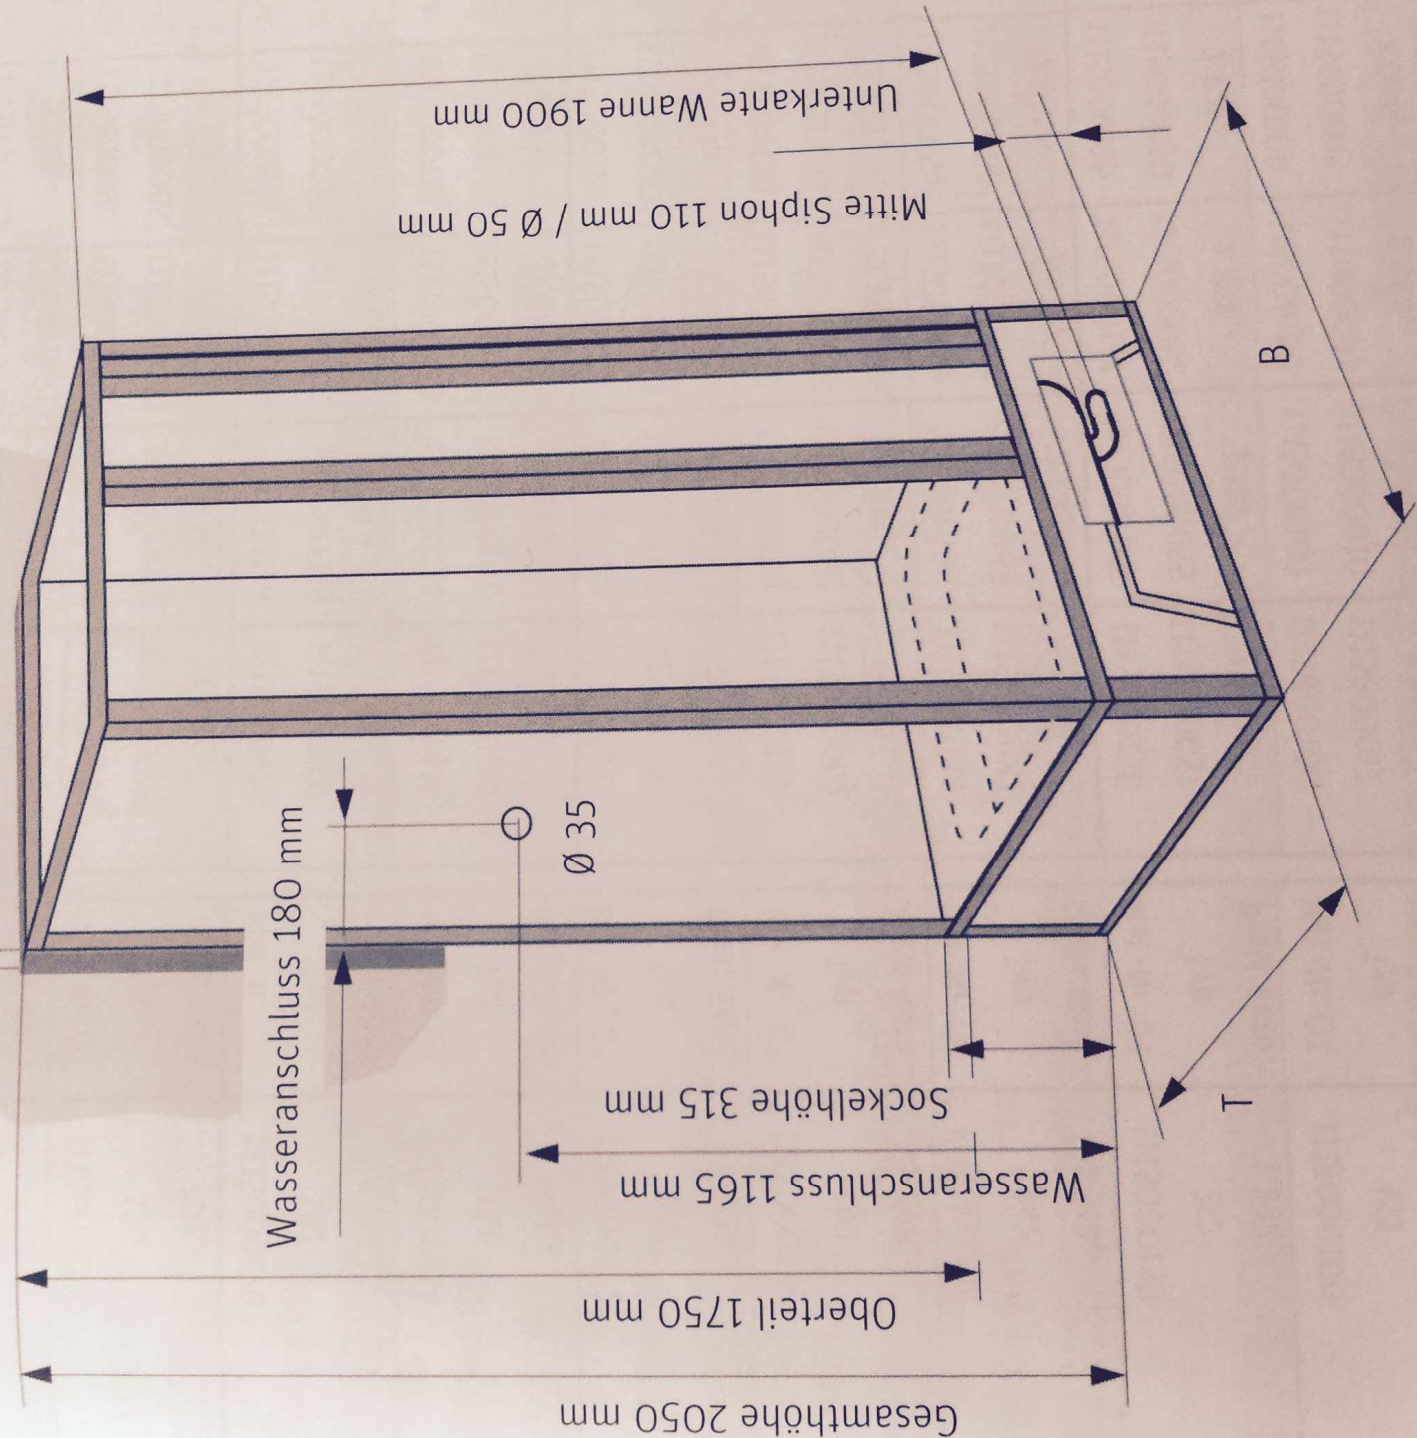 Unterkante Wanne 1900 mm
Mitte Siphon 110 mm / Ø 50 mm
B
Wasseranschluss 180 mm
Ø 35
T
Sockelhöhe 315 mm
Wasseranschluss 1165 mm
Oberteil 1750 mm
Gesamthöhe 2050 mm